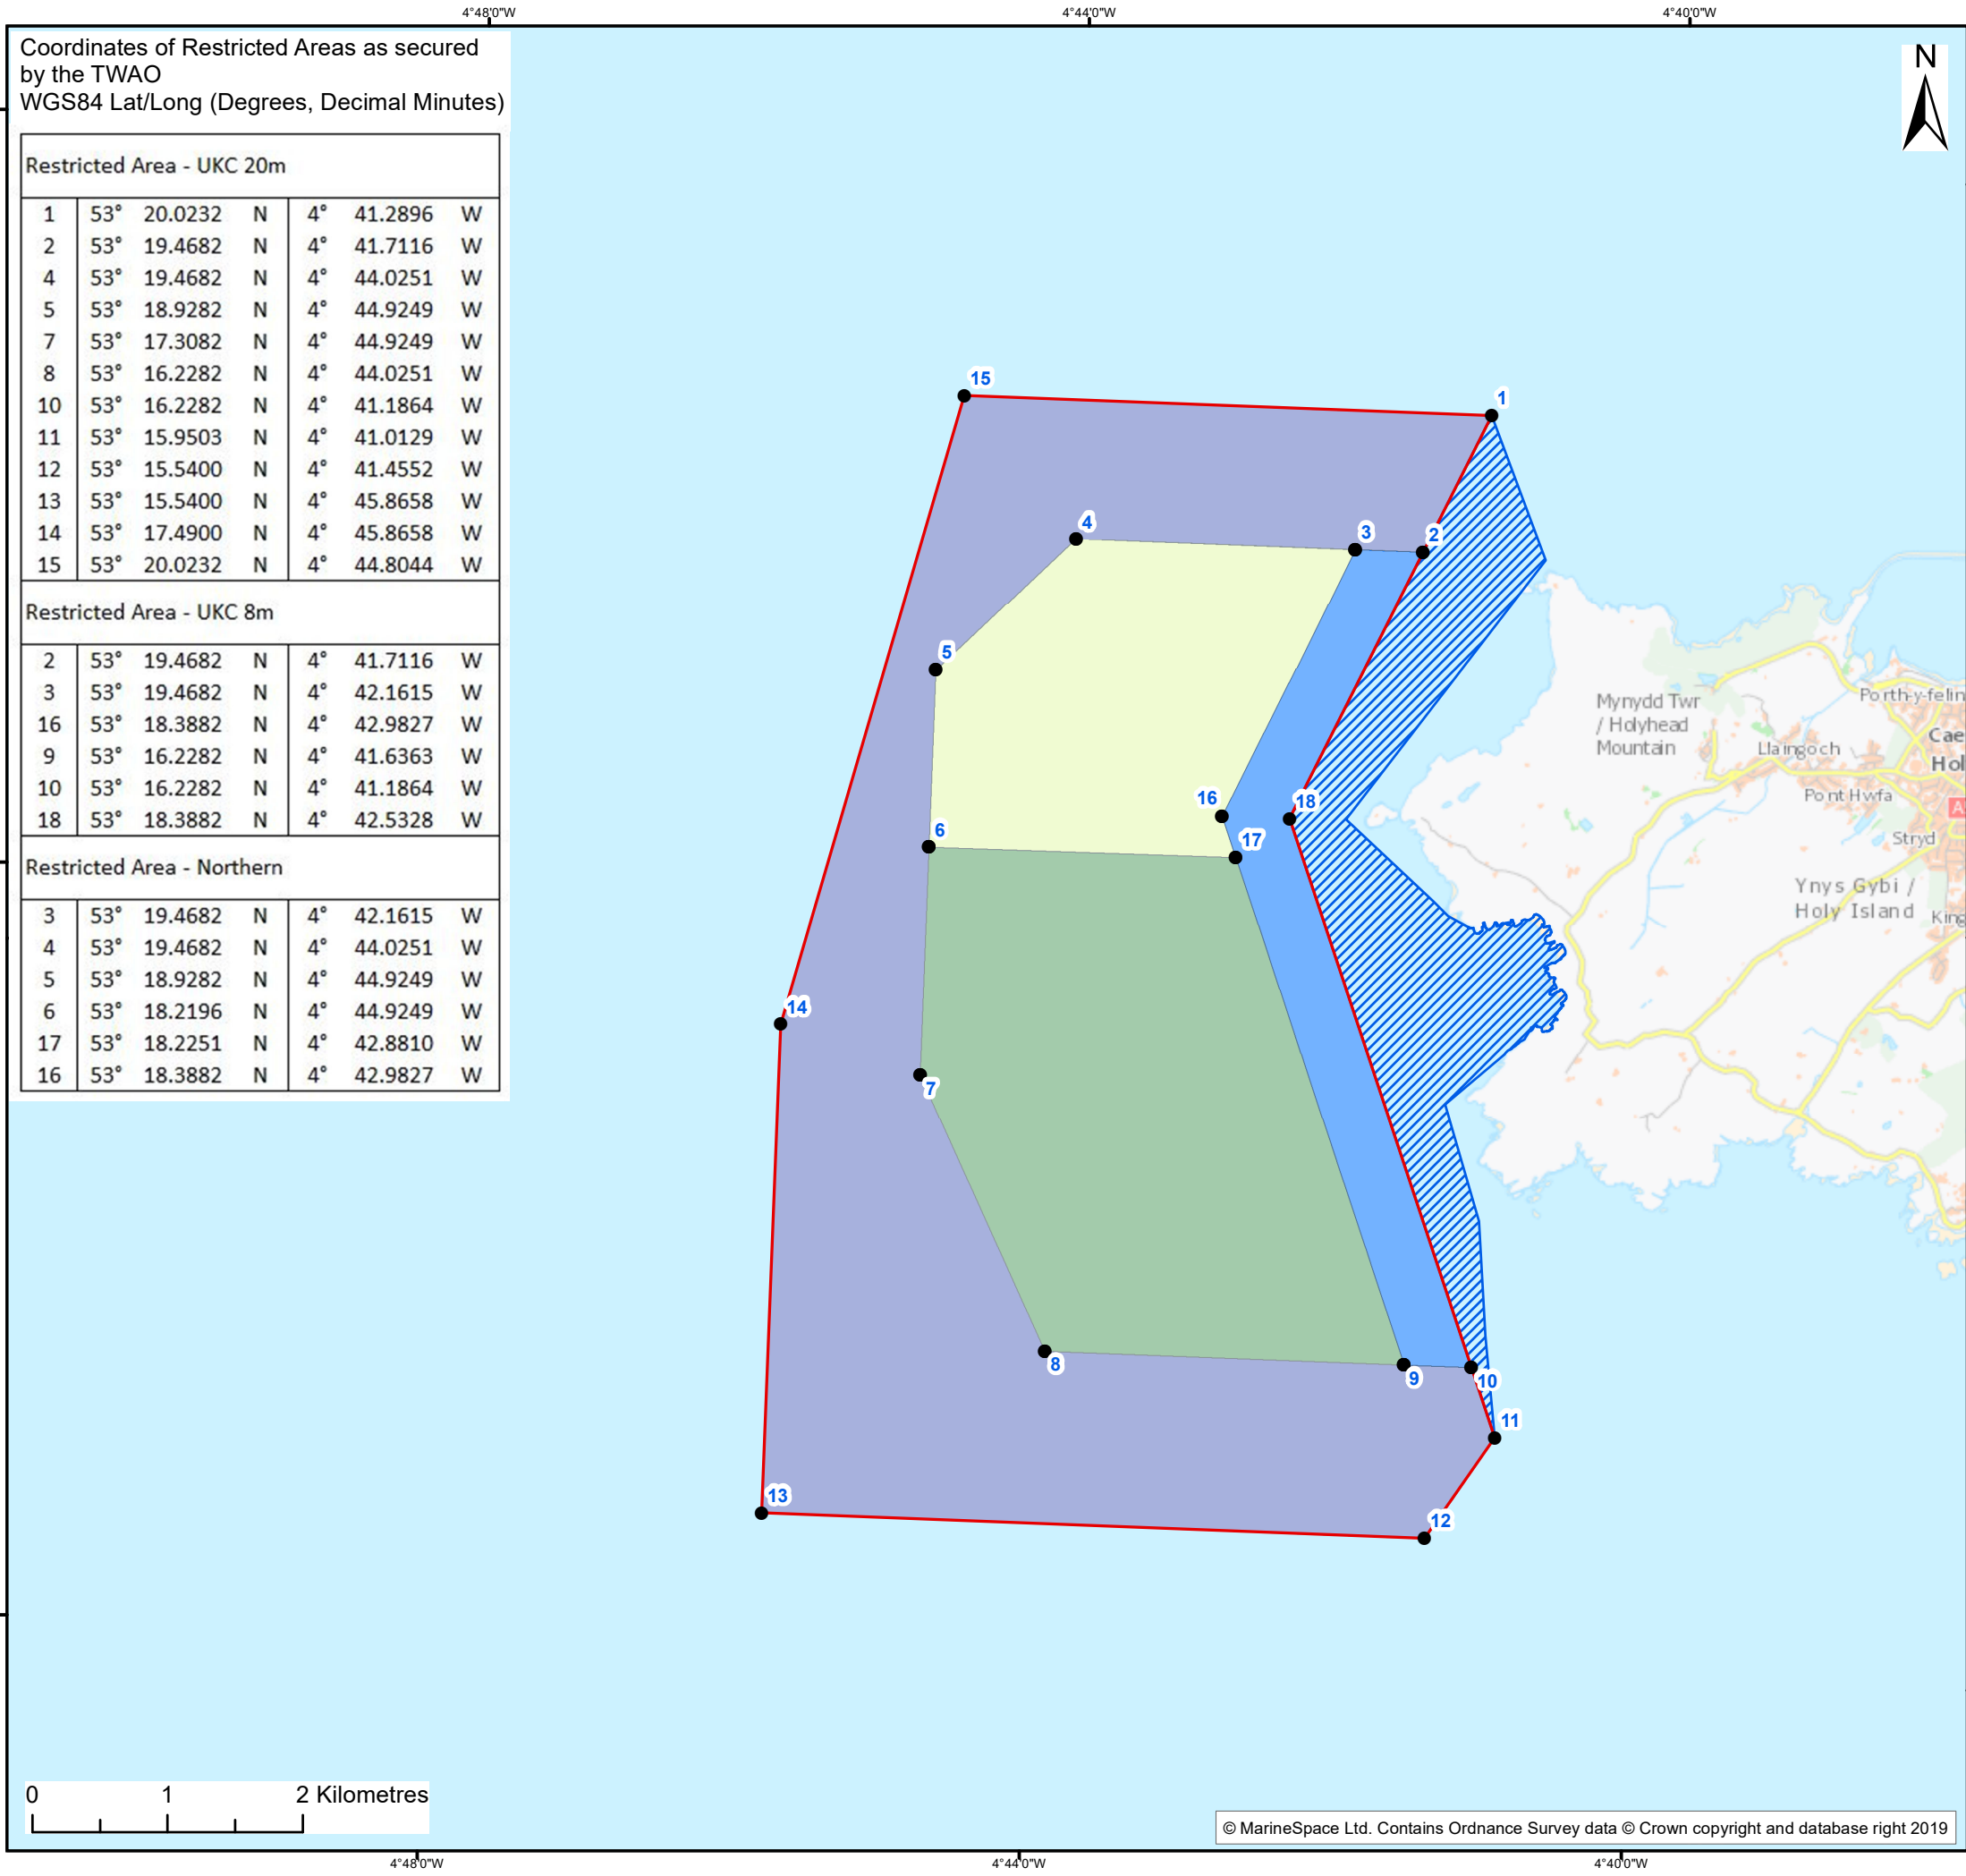 4°48'0"W 4°44'0"W 4°40'0"W
Coordinates of Restricted Areas as secured
by the TWAO
WGS84 Lat/Long (Degrees, Decimal Minutes)
N
Restricted Area - UKC 20m
1 53° 20.0232 N 4° 41.2896 W
2 53° 19.4682 N 4° 41.7116 W
4 53° 19.4682 N 4° 44.0251 W
5 53° 18.9282 N 4° 44.9249 W
7 53° 17.3082 N 4° 44.9249 W
8 53° 16.2282 N 4° 44.0251 W
10 53° 16.2282 N 4° 41.1864 W
11 53° 15.9503 N 4° 41.0129 W
12 53° 15.5400 N 4° 41.4552 W
13 53° 15.5400 N 4° 45.8658 W
14 53° 17.4900 N 4° 45.8658 W
15 53° 20.0232 N 4° 44.8044 W
Restricted Area - UKC 8m
2 53° 19.4682 N 4° 41.7116 W
3 53° 19.4682 N 4° 42.1615 W
16 53° 18.3882 N 4° 42.9827 W
9 53° 16.2282 N 4° 41.6363 W
10 53° 16.2282 N 4° 41.1864 W
18 53° 18.3882 N 4° 42.5328 W
Restricted Area - Northern
3 53° 19.4682 N 4° 42.1615 W
4 53° 19.4682 N 4° 44.0251 W
5 53° 18.9282 N 4° 44.9249 W
6 53° 18.2196 N 4° 44.9249 W
17 53° 18.2251 N 4° 42.8810 W
16 53° 18.3882 N 4° 42.9827 W
15
1
4
3
2
5
16
18
17
6
14
7
8
9
10
11
13
12
Mynydd Twr
/ Holyhead
Mountain
Porth-y-felin
Cae
Hol
Llaingoch
Pont Hwfa
A
Stryd
Ynys Gybi /
Holy Island
King
0 1 2 Kilometres
© MarineSpace Ltd. Contains Ordnance Survey data © Crown copyright and database right 2019
4°48'0"W 4°44'0"W 4°40'0"W